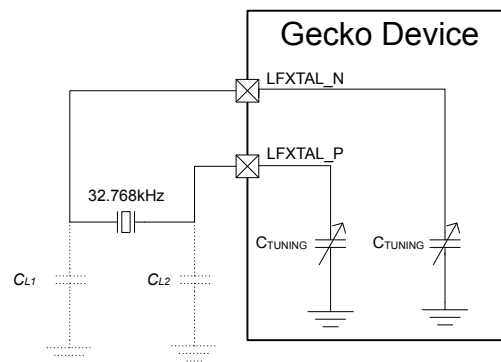 Gecko Device
LFXTAL_N
LFXTAL_P
32.768kHz
CTUNING
CTUNING
CL1
CL2